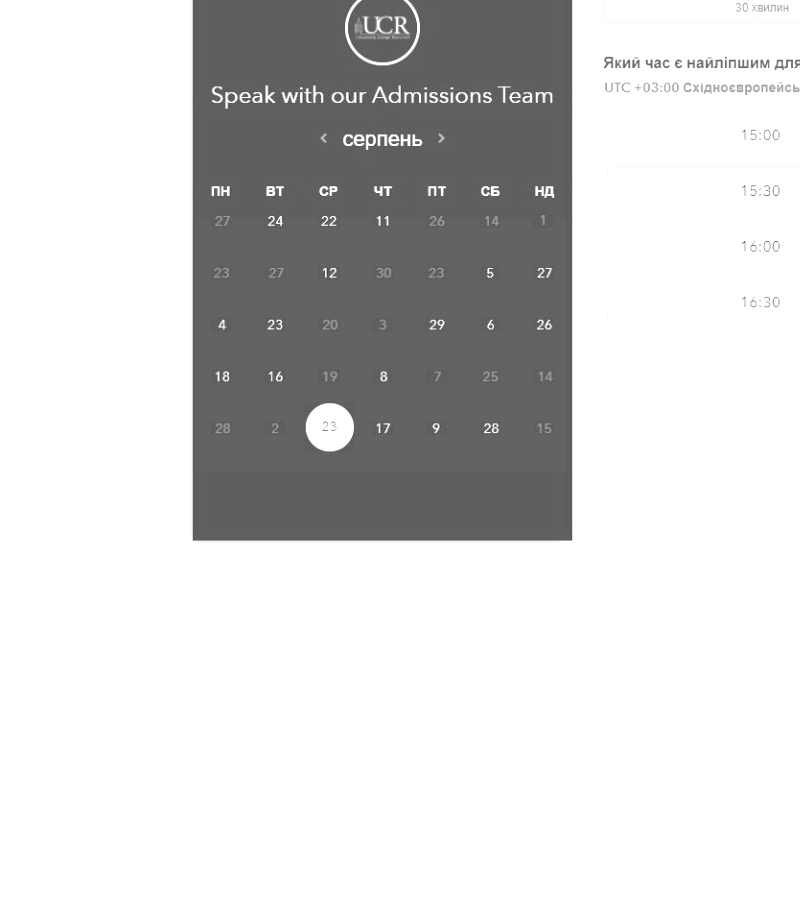 UCR
Speak with our Admissions Team
серпень
ПН ВТ СР ЧТ ПТ СБ НД
27 24 22 11 26 14 1
23 27 12 30 23 5 27
4 23 20 3 29 6 26
18 16 19 8 7 25 14
28 2 23 17 9 28 15
30 хвилин
Який час є найліпшим для
UTC +03:00 Східноєвропейсь
15:00
15:30
16:00
16:30